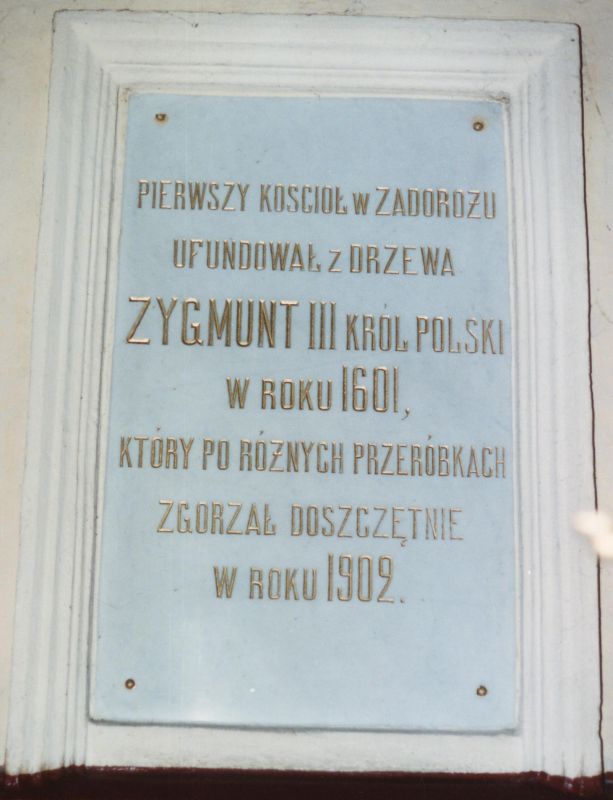 PIERWSZY KOSCIOŁ W ZADOROŻU
UFUNDOWAŁ Z DRZEWA
ZYGMUNT III KRÓL POLSKI
W ROKU 1601,
KTÓRY PO RÓŻNYCH PRZERÓBKACH
ZGORZAŁ DOSZCZĘTNIE
W ROKU 1902.